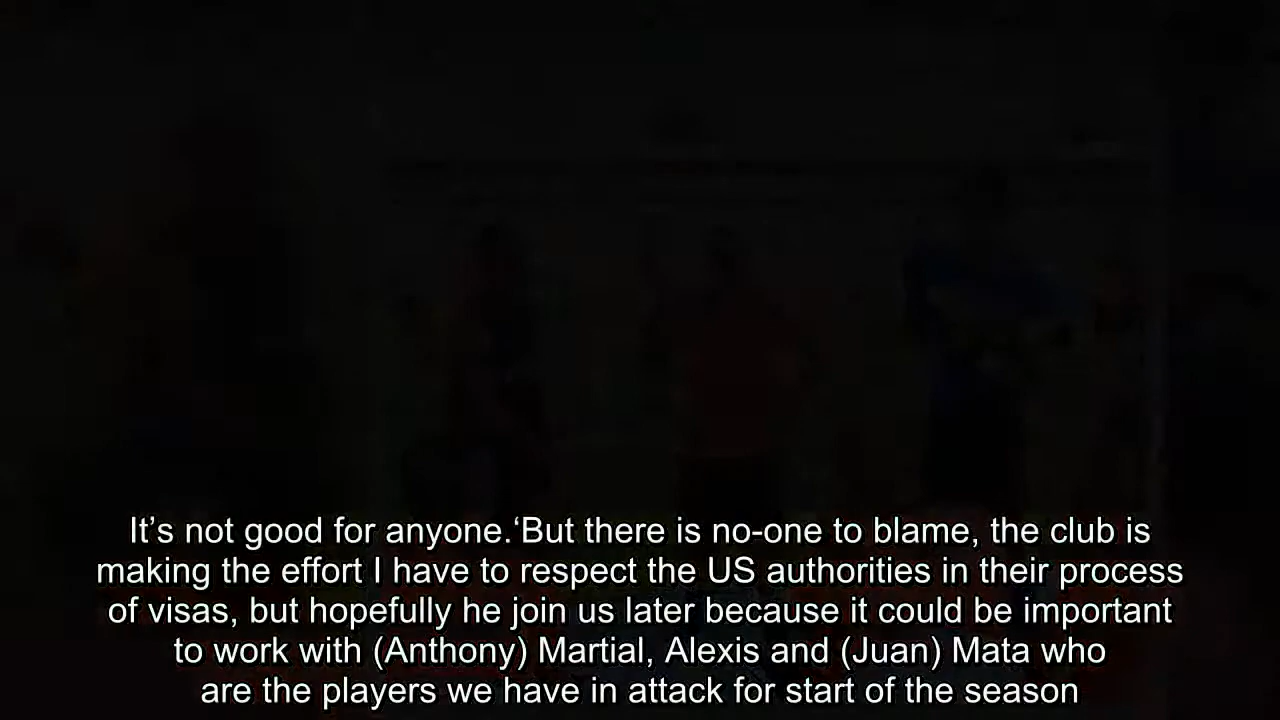 It’s not good for anyone.‘But there is no-one to blame, the club is
making the effort I have to respect the US authorities in their process
of visas, but hopefully he join us later because it could be important
to work with (Anthony) Martial, Alexis and (Juan) Mata who
are the players we have in attack for start of the season